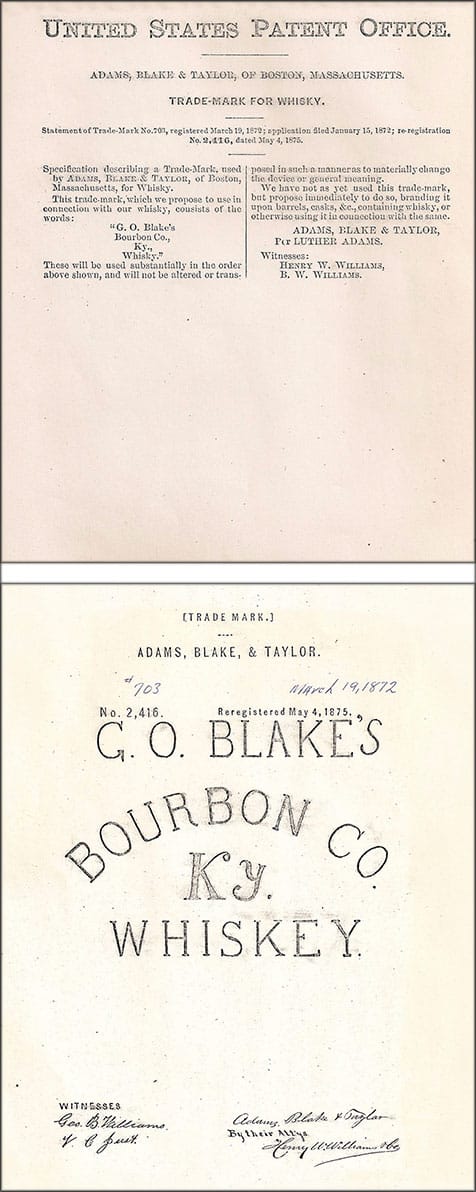 UNITED STATES PATENT OFFICE.
ADAMS, BLAKE & TAYLOR, OF BOSTON, MASSACHUSETTS.
TRADE-MARK FOR WHISKY.
Statement of Trade-Mark No. 703, registered March 19, 1872; application filed January 15, 1872; re-registration
No. 2,416, dated May 4, 1875.
Specification describing a Trade-Mark, used
by ADAMS, BLAKE & TAYLOR, of Boston,
Massachusetts, for Whisky.
This trade-mark, which we propose to use in
connection with our whisky, consists of the
words:
"G. O. Blake's
Bourbon Co.,
Ky.,
Whisky."
These will be used substantially in the order
above shown, and will not be altered or trans-
posed in such a manner as to materially change
the device or general meaning.
We have not as yet used this trade-mark,
but propose immediately to do so, branding it
upon barrels, casks, &c., containing whisky, or
otherwise using it in connection with the same.
ADAMS, BLAKE & TAYLOR,
Per LUTHER ADAMS.
Witnesses:
HENRY W. WILLIAMS,
B. W. WILLIAMS.
[TRADE MARK.]
ADAMS, BLAKE, & TAYLOR.
#703 March 19, 1872
No. 2,416. Reregistered May 4, 1875.
G. O. BLAKE'S
BOURBON CO.
Ky.
WHISKEY.
WITNESSES
Geo. B. Williams.
Adams, Blake & Taylor
By their Attys
Henry W. Williams & Co